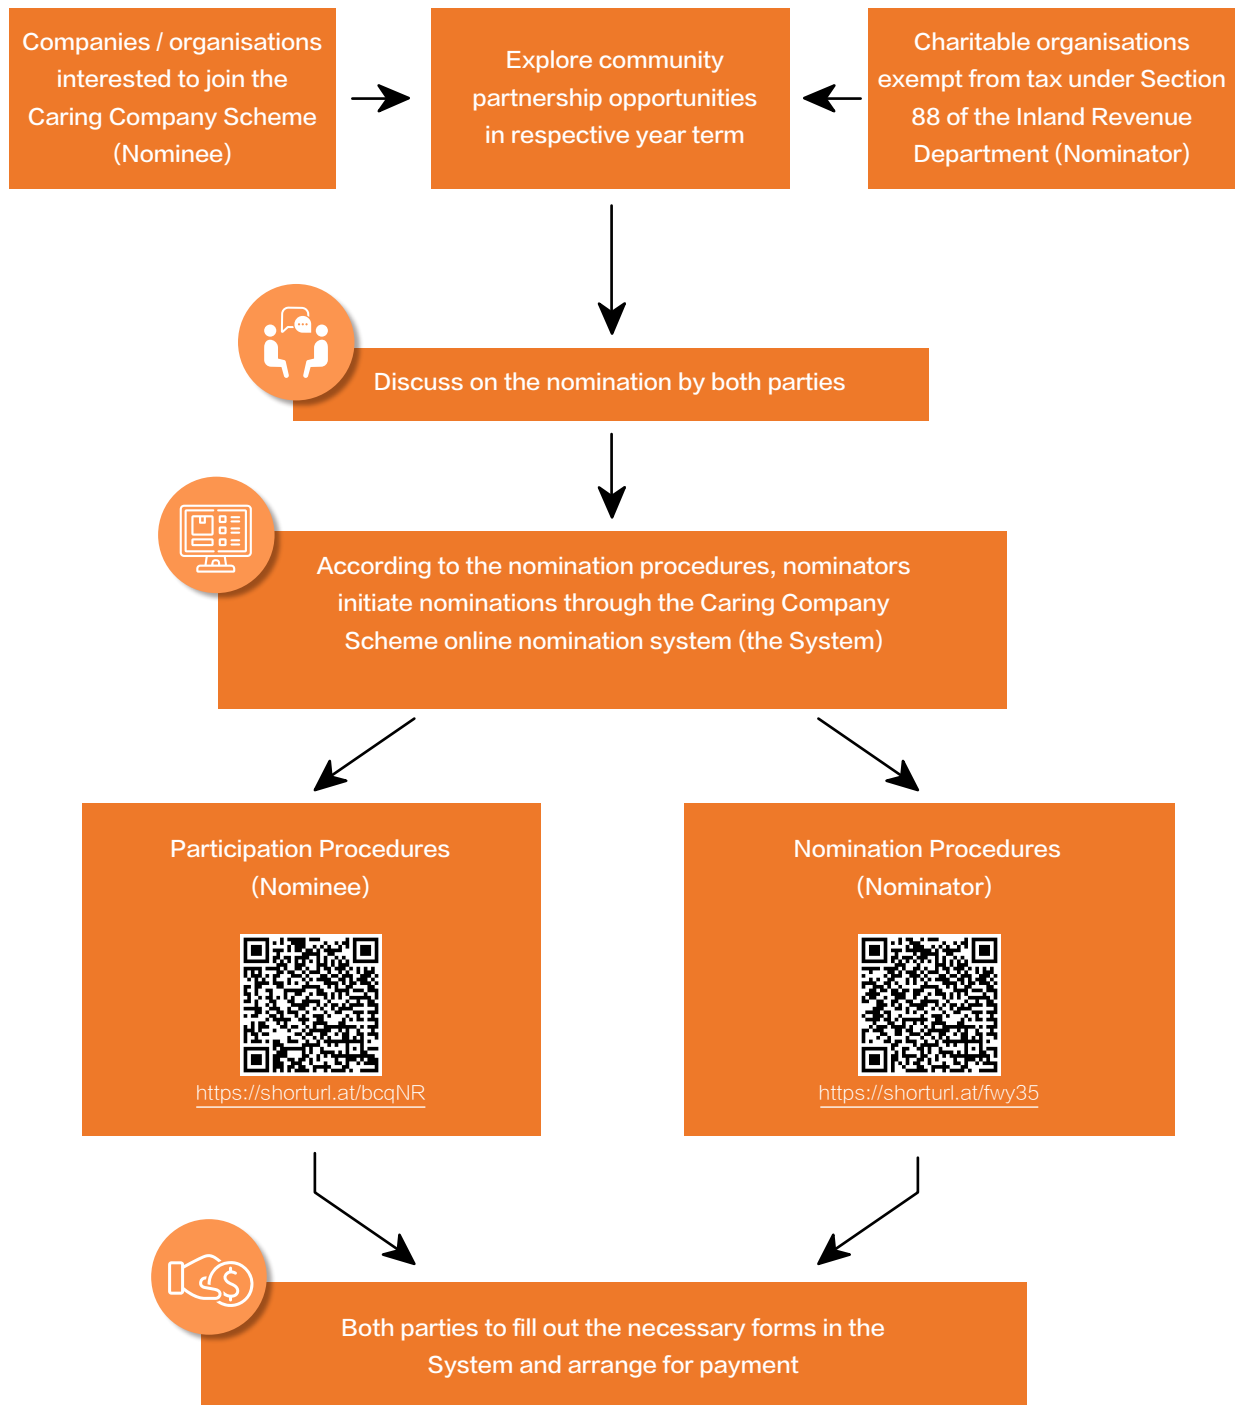 Companies / organisations
interested to join the
Caring Company Scheme
(Nominee)
Explore community
partnership opportunities
in respective year term
Charitable organisations
exempt from tax under Section
88 of the Inland Revenue
Department (Nominator)
Discuss on the nomination by both parties
According to the nomination procedures, nominators
initiate nominations through the Caring Company
Scheme online nomination system (the System)
Participation Procedures
(Nominee)
https://shorturl.at/bcqNR
Nomination Procedures
(Nominator)
https://shorturl.at/fwy35
$
Both parties to fill out the necessary forms in the
System and arrange for payment